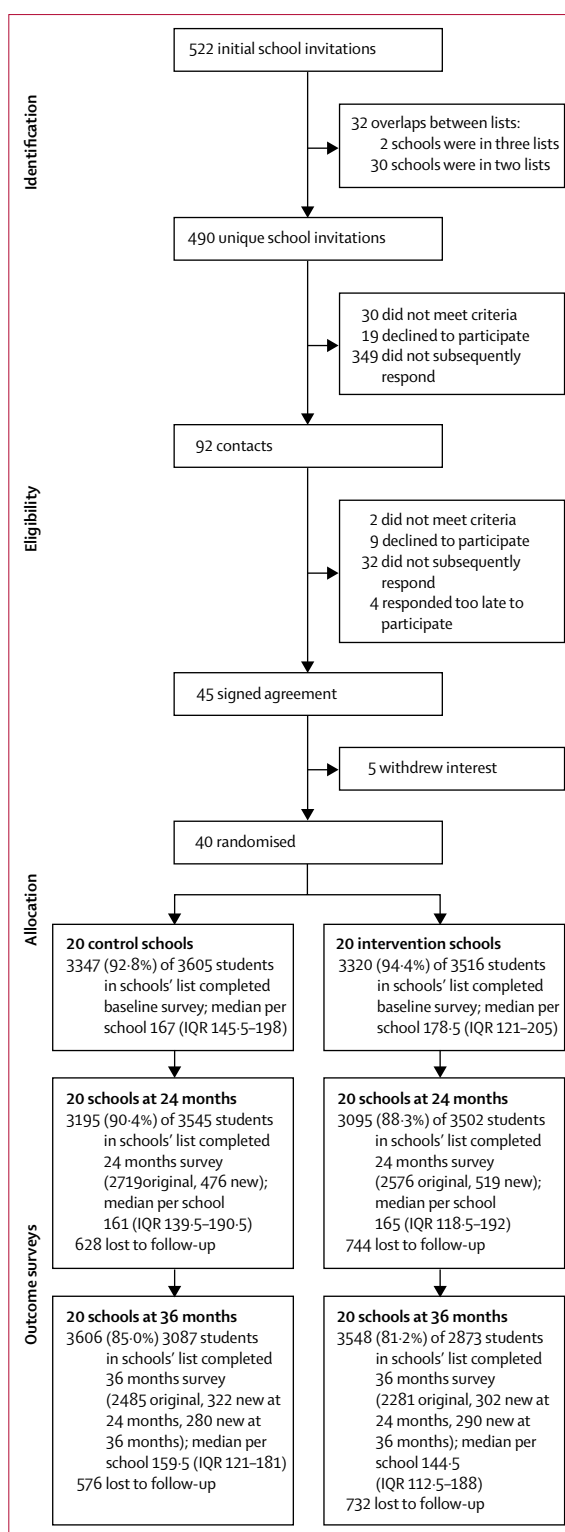 Identification
522 initial school invitations
32 overlaps between lists:
2 schools were in three lists
30 schools were in two lists
490 unique school invitations
30 did not meet criteria
19 declined to participate
349 did not subsequently
respond
Eligibility
92 contacts
2 did not meet criteria
9 declined to participate
32 did not subsequently
respond
4 responded too late to
participate
45 signed agreement
5 withdrew interest
Allocation
40 randomised
20 control schools
3347 (92·8%) of 3605 students
in schools’ list completed
baseline survey; median per
school 167 (IQR 145·5–198)
20 intervention schools
3320 (94·4%) of 3516 students
in schools’ list completed
baseline survey; median per
school 178·5 (IQR 121–205)
Outcome surveys
20 schools at 24 months
3195 (90·4%) of 3545 students
in schools’ list completed
24 months survey
(2719original, 476 new);
median per school
161 (IQR 139·5–190·5)
628 lost to follow-up
20 schools at 24 months
3095 (88·3%) of 3502 students
in schools’ list completed
24 months survey
(2576 original, 519 new);
median per school
165 (IQR 118·5–192)
744 lost to follow-up
20 schools at 36 months
3606 (85·0%) 3087 students
in schools’ list completed
36 months survey
(2485 original, 322 new at
24 months, 280 new at
36 months); median per
school 159·5 (IQR 121–181)
576 lost to follow-up
20 schools at 36 months
3548 (81·2%) of 2873 students
in schools’ list completed
36 months survey
(2281 original, 302 new at
24 months, 290 new at
36 months); median per
school 144·5
(IQR 112·5–188)
732 lost to follow-up